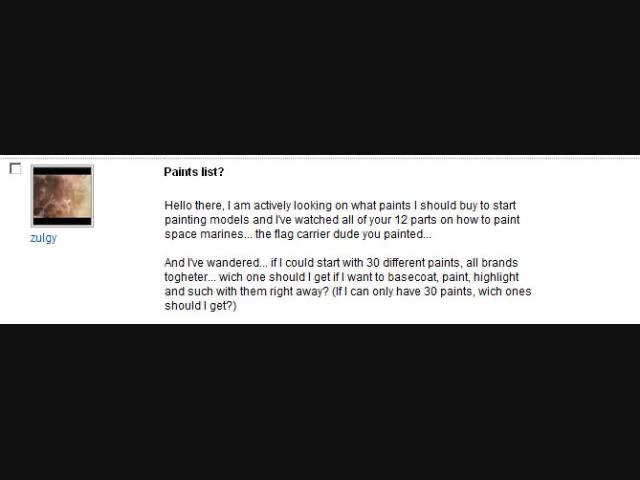 Paints list?
Hello there, I am actively looking on what paints I should buy to start
painting models and I've watched all of your 12 parts on how to paint
space marines... the flag carrier dude you painted...
zulgy
And I've wandered... if I could start with 30 different paints, all brands
togheter... wich one should I get if I want to basecoat, paint, highlight
and such with them right away? (If I can only have 30 paints, wich ones
should I get?)